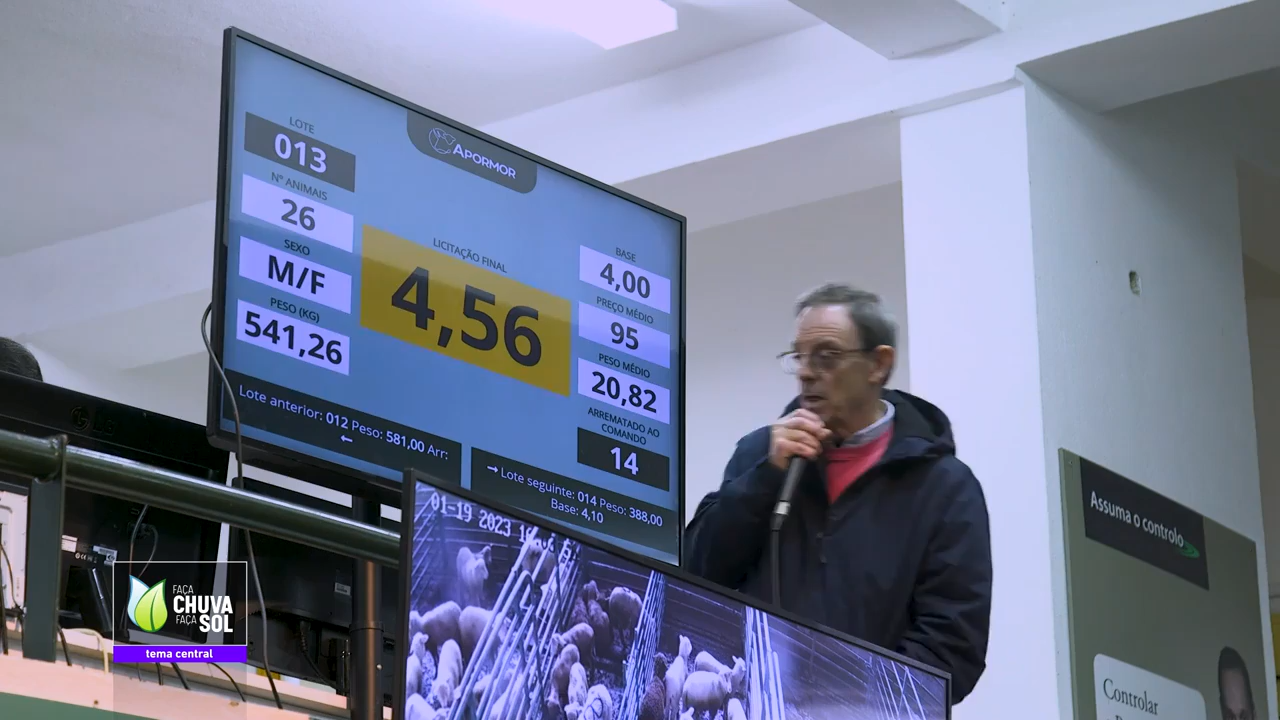 APORMOR
LOTE
013
Nº ANIMAIS
26
SEXO
M/F
PESO (KG)
541,26
LICITAÇÃO FINAL
4,56
BASE
4,00
PREÇO MÉDIO
95
PESO MÉDIO
20,82
ARREMATADO AO
COMANDO
14
Lote anterior: 012 Peso: 581,00 Arr:
Lote seguinte: 014 Peso: 388,00
Base: 4,10
01-19 2023
Assuma o controlo
Controlar
FAÇA
CHUVA
FAÇA SOL
tema central